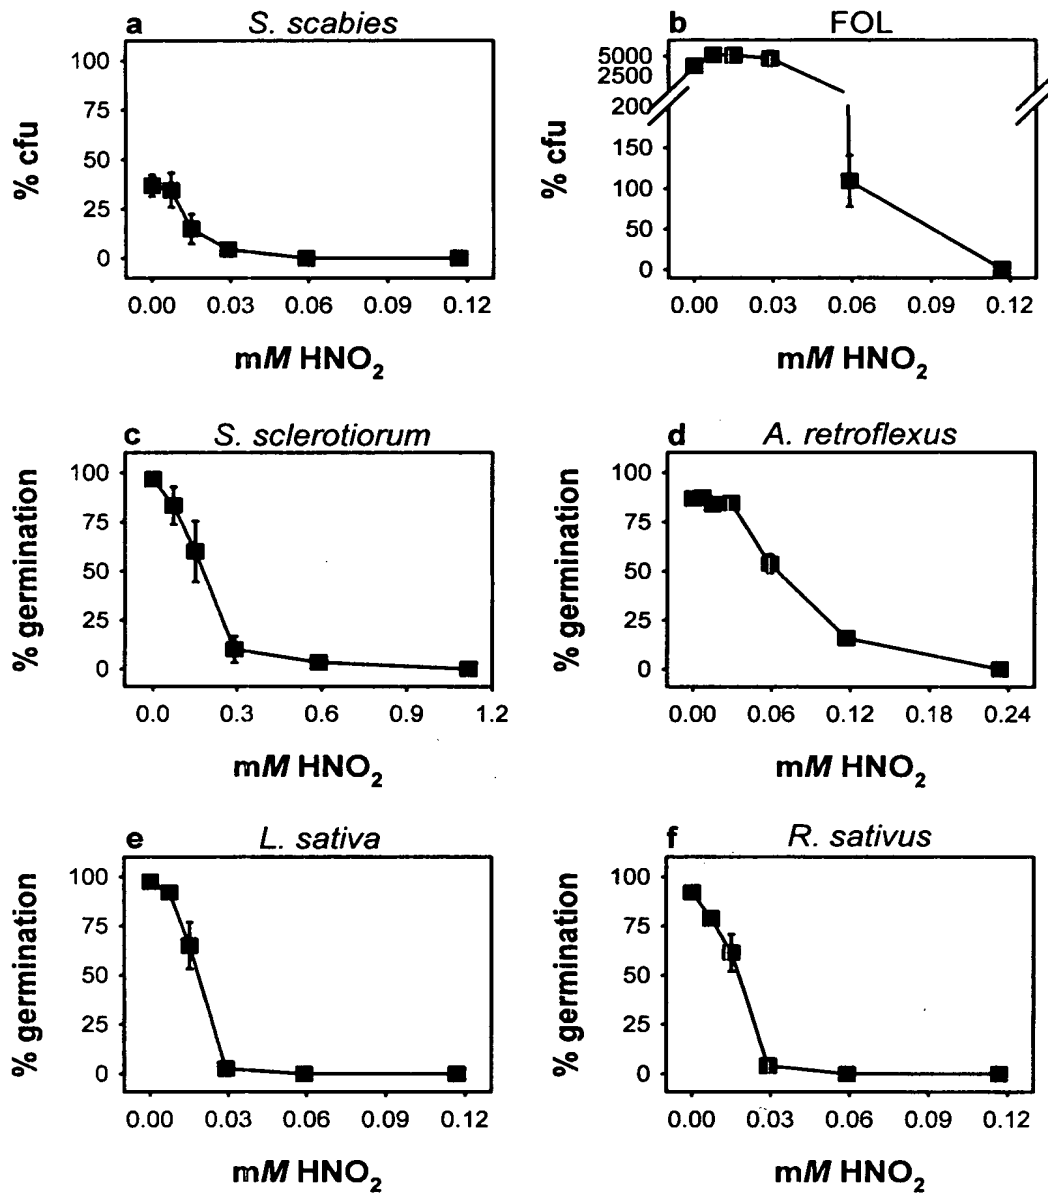 a S. scabies
100
75
50
25
0
% cfu
0.00 0.03 0.06 0.09 0.12
mM HNO2
b FOL
5000
2500
200
150
100
50
0
% cfu
0.00 0.03 0.06 0.09 0.12
mM HNO2
c S. sclerotiorum
100
75
50
25
0
% germination
0.0 0.3 0.6 0.9 1.2
mM HNO2
d A. retroflexus
100
75
50
25
0
% germination
0.00 0.06 0.12 0.18 0.24
mM HNO2
e L. sativa
100
75
50
25
0
% germination
0.00 0.03 0.06 0.09 0.12
mM HNO2
f R. sativus
100
75
50
25
0
% germination
0.00 0.03 0.06 0.09 0.12
mM HNO2